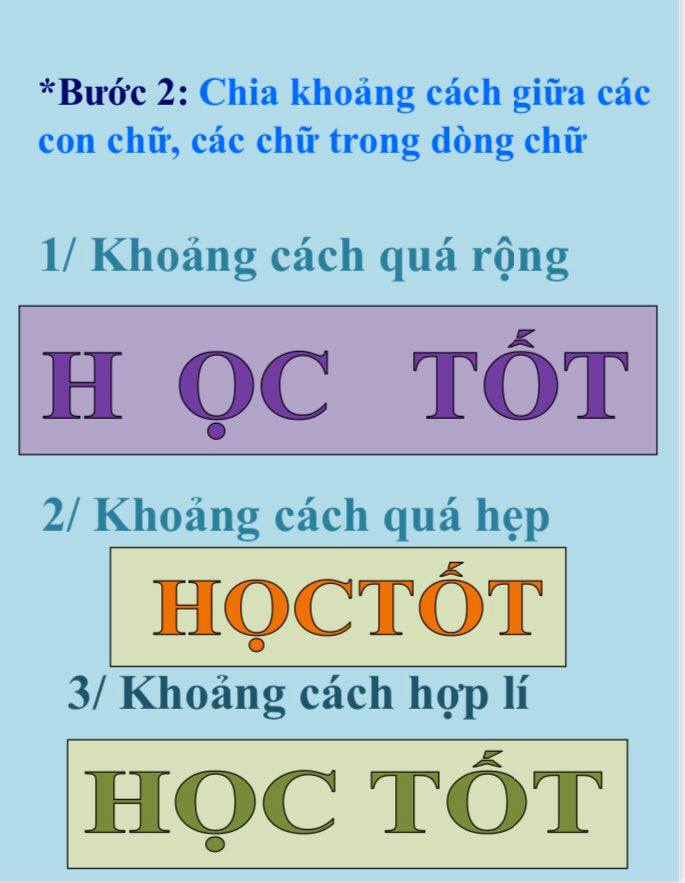 *Bước 2: Chia khoảng cách giữa các
con chữ, các chữ trong dòng chữ
1/ Khoảng cách quá rộng
H ỌC TỐT
2/ Khoảng cách quá hẹp
HỌCTỐT
3/ Khoảng cách hợp lí
HỌC TỐT